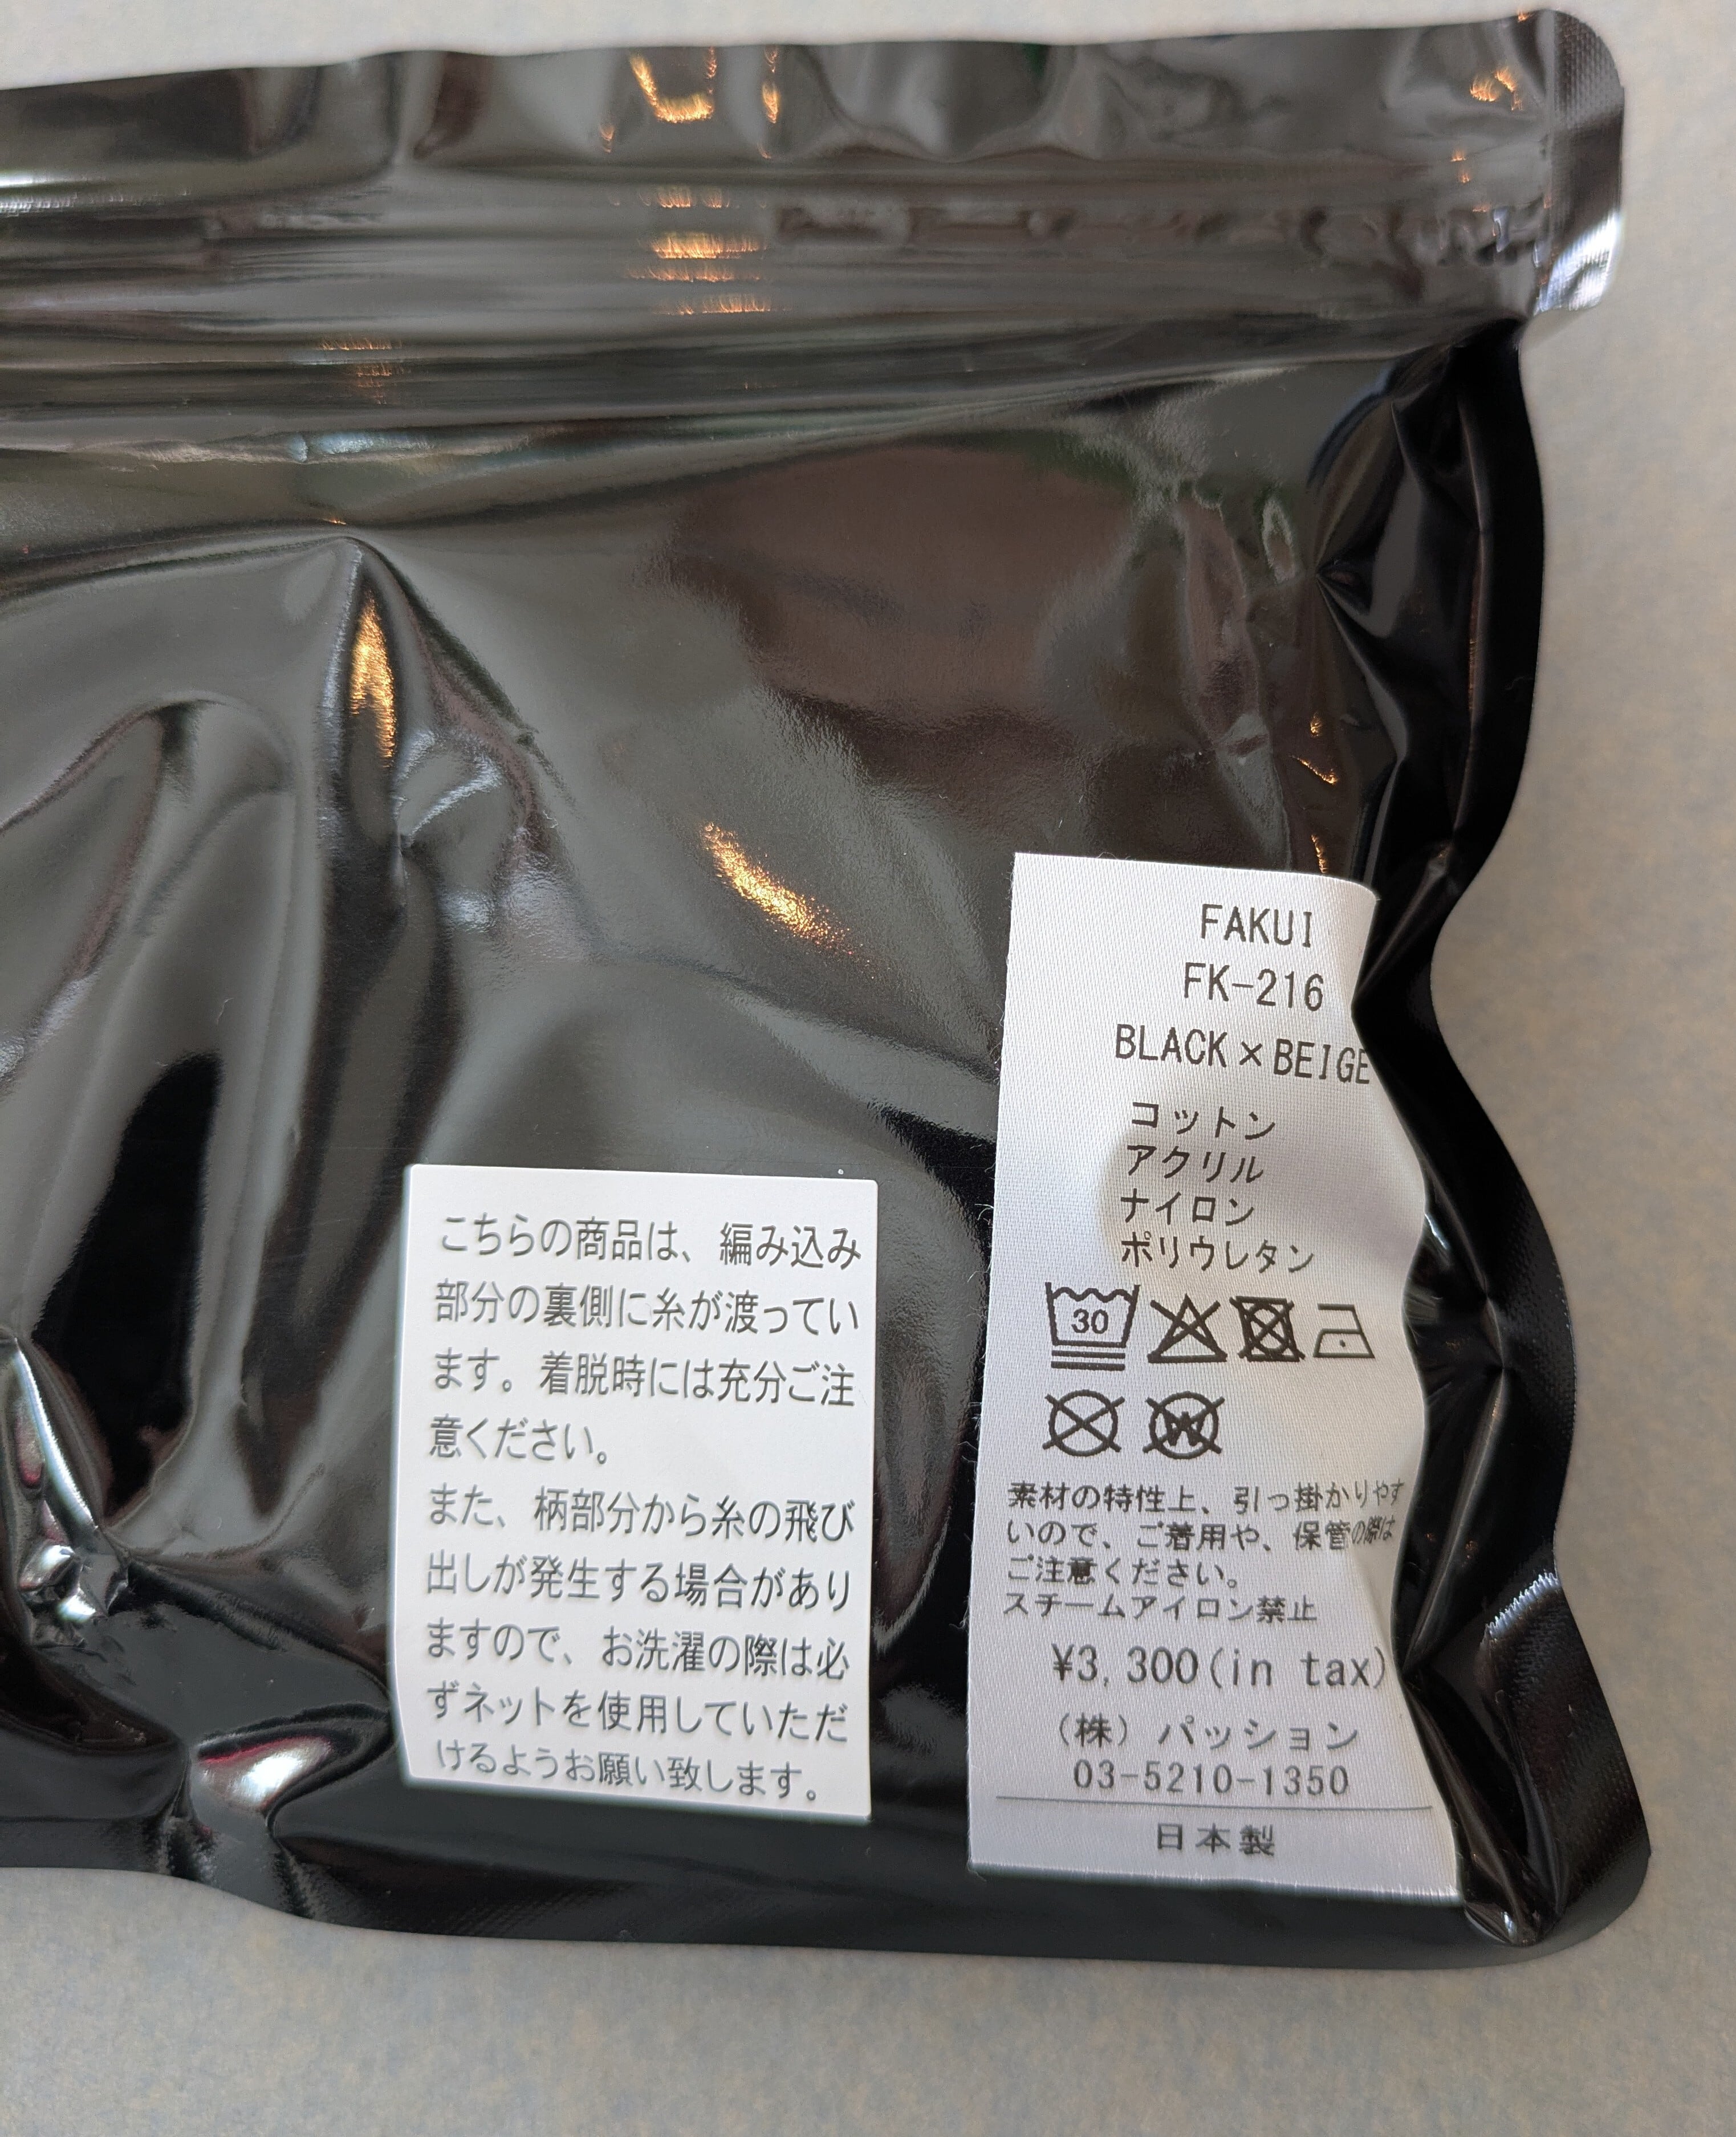 こちらの商品は、編み込み
部分の裏側に糸が渡ってい
ます。着脱時には充分ご注
意ください。
また、柄部分から糸の飛び
出しが発生する場合があり
ますので、お洗濯の際は必
ずネットを使用していただ
けるようお願い致します。
FAKUI
FK-216
BLACK×BEIGE
コットン
アクリル
ナイロン
ポリウレタン
30
W
素材の特性上、引っ掛かりやす
いので、ご着用や、保管の際は
ご注意ください。
スチームアイロン禁止
¥3,300(in tax)
(株)パッション
03-5210-1350
日本製